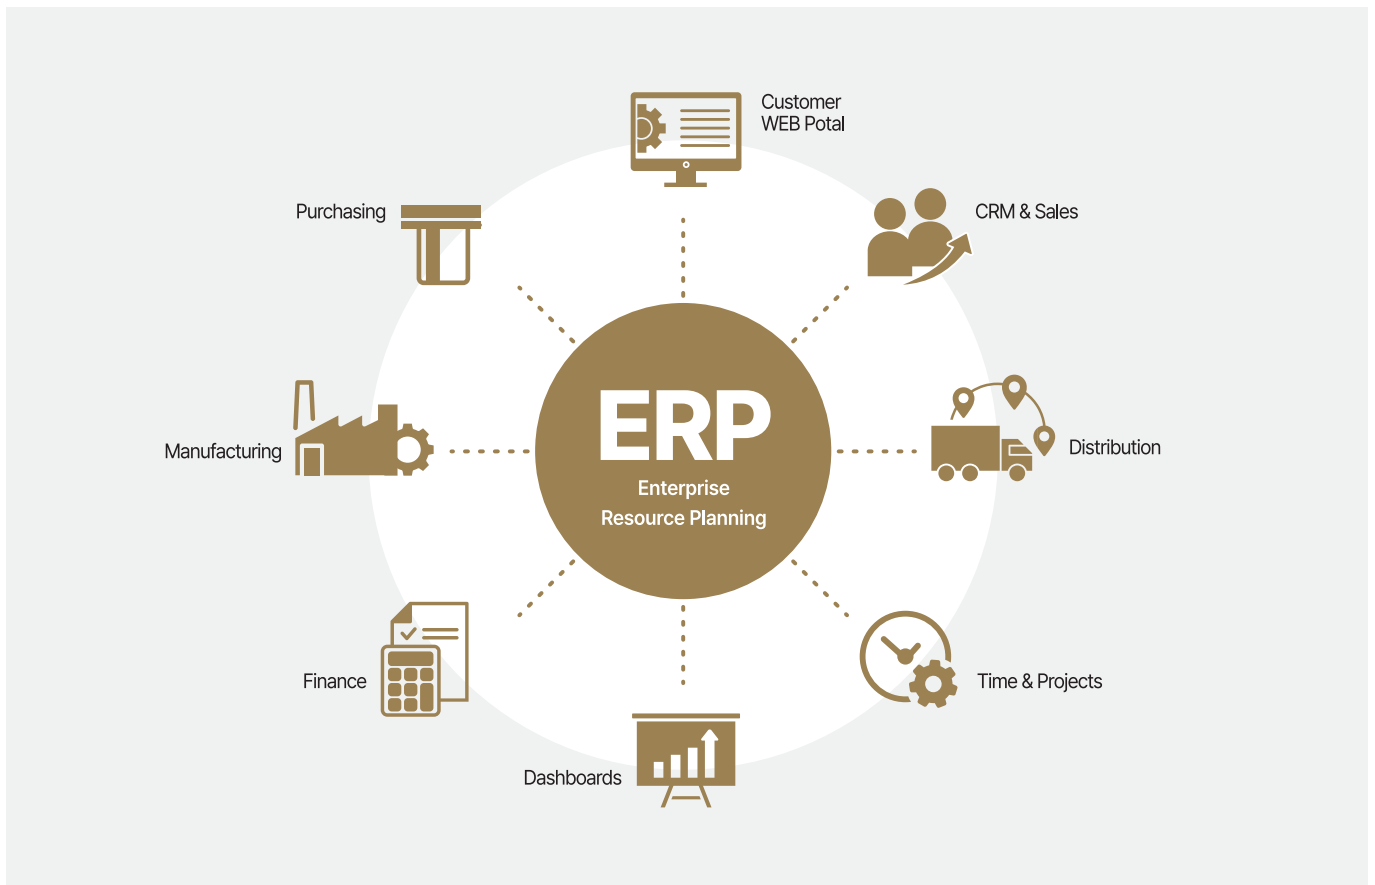 Customer
WEB Potal
Purchasing
CRM & Sales
ERP
Enterprise
Resource Planning
Manufacturing
Distribution
Finance
Time & Projects
Dashboards